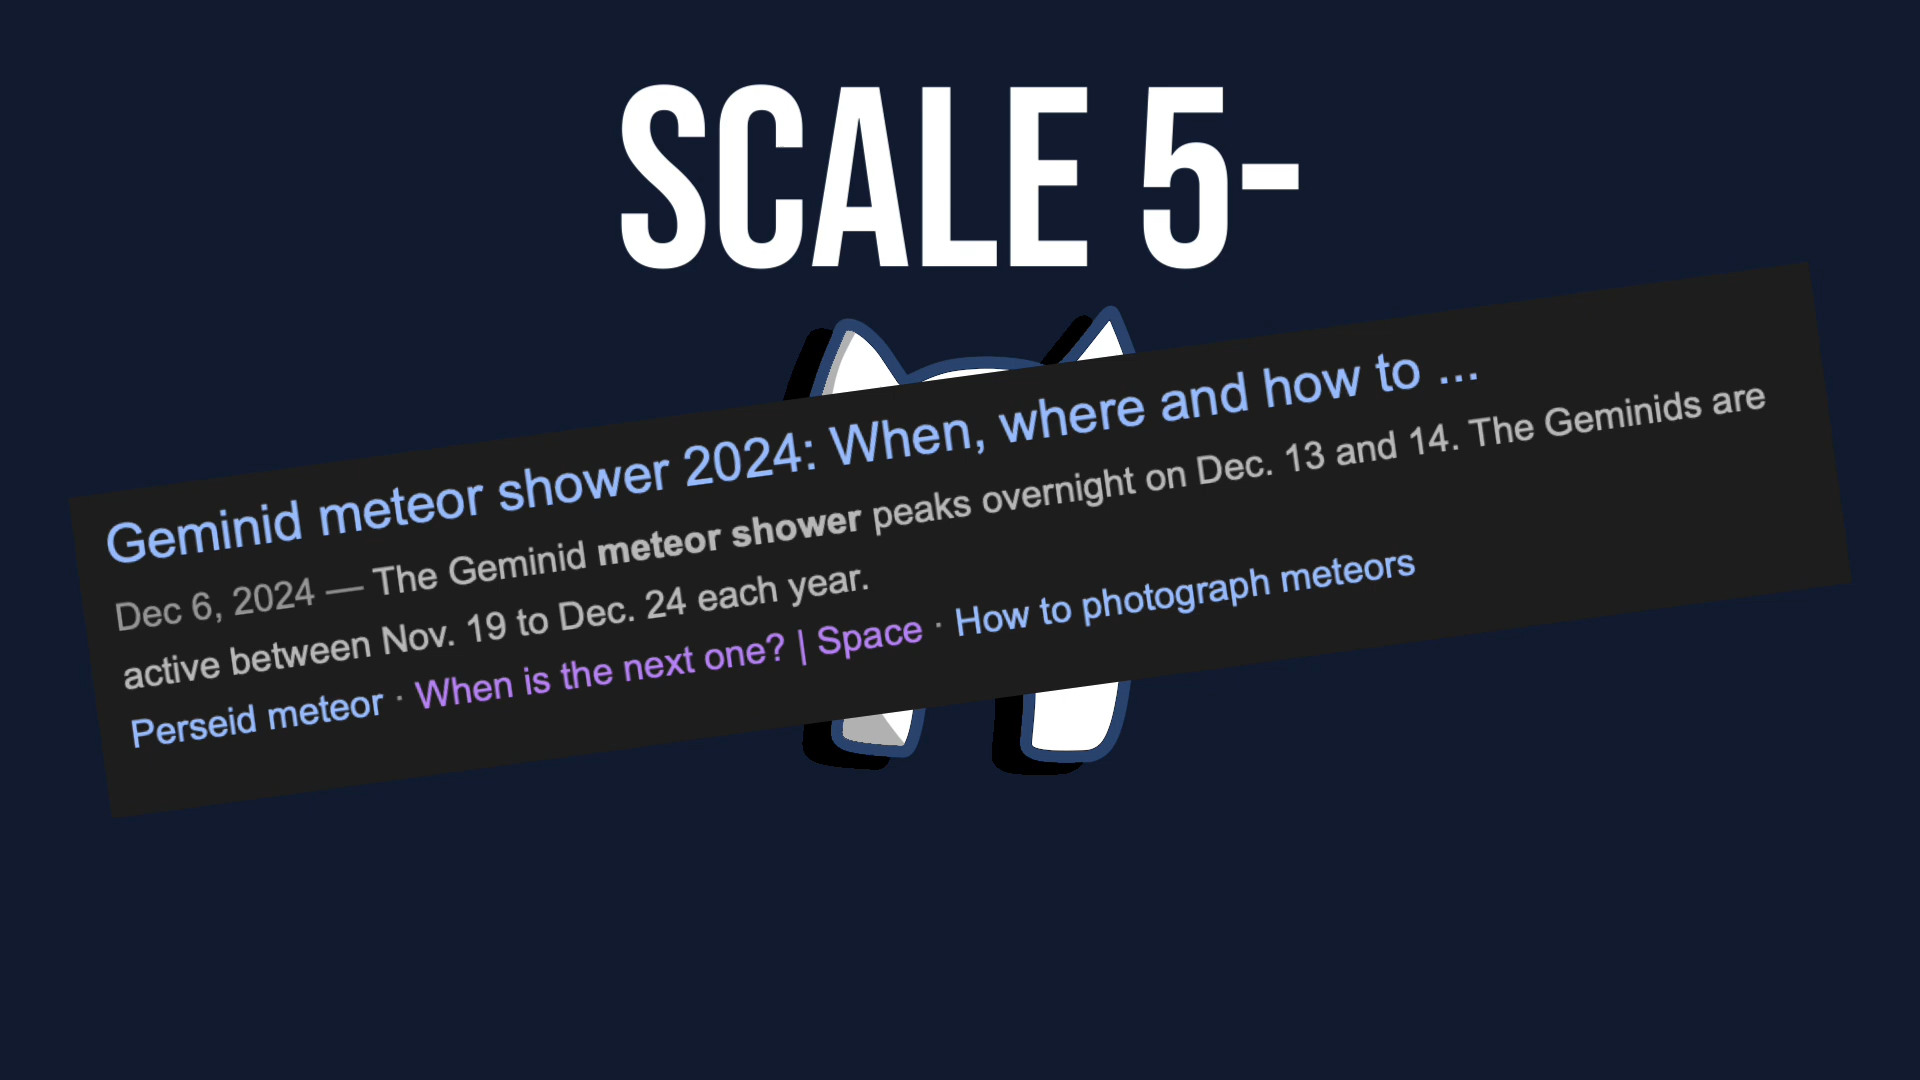 SCALE 5-
Geminid meteor shower 2024: When, where and how to ...
Dec 6, 2024 — The Geminid meteor shower peaks overnight on Dec. 13 and 14. The Geminids are
active between Nov. 19 to Dec. 24 each year.
Perseid meteor · When is the next one? | Space · How to photograph meteors